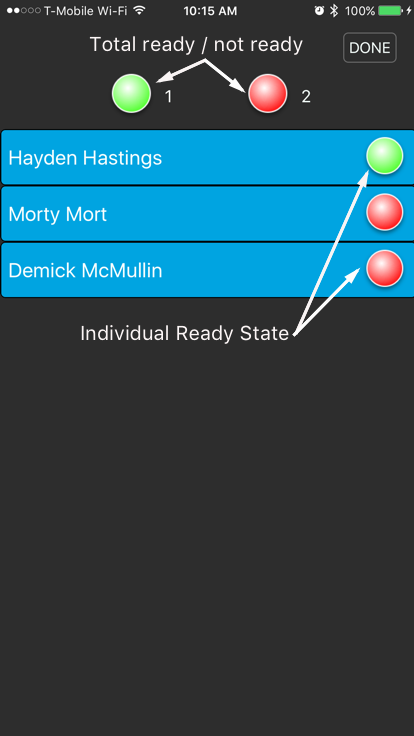 T-Mobile Wi-Fi 10:15 AM 100%
Total ready / not ready
DONE
1 2
Hayden Hastings
Morty Mort
Demick McMullin
Individual Ready State